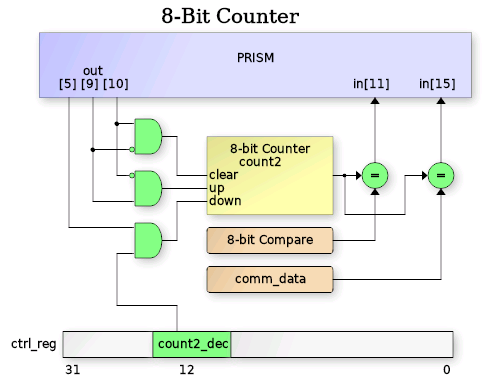 8-Bit Counter
PRISM
out
[5] [9] [10]
in[11]
in[15]
8-bit Counter
count2
clear
up
down
=
=
8-bit Compare
comm_data
ctrl_reg
count2_dec
31
12
0